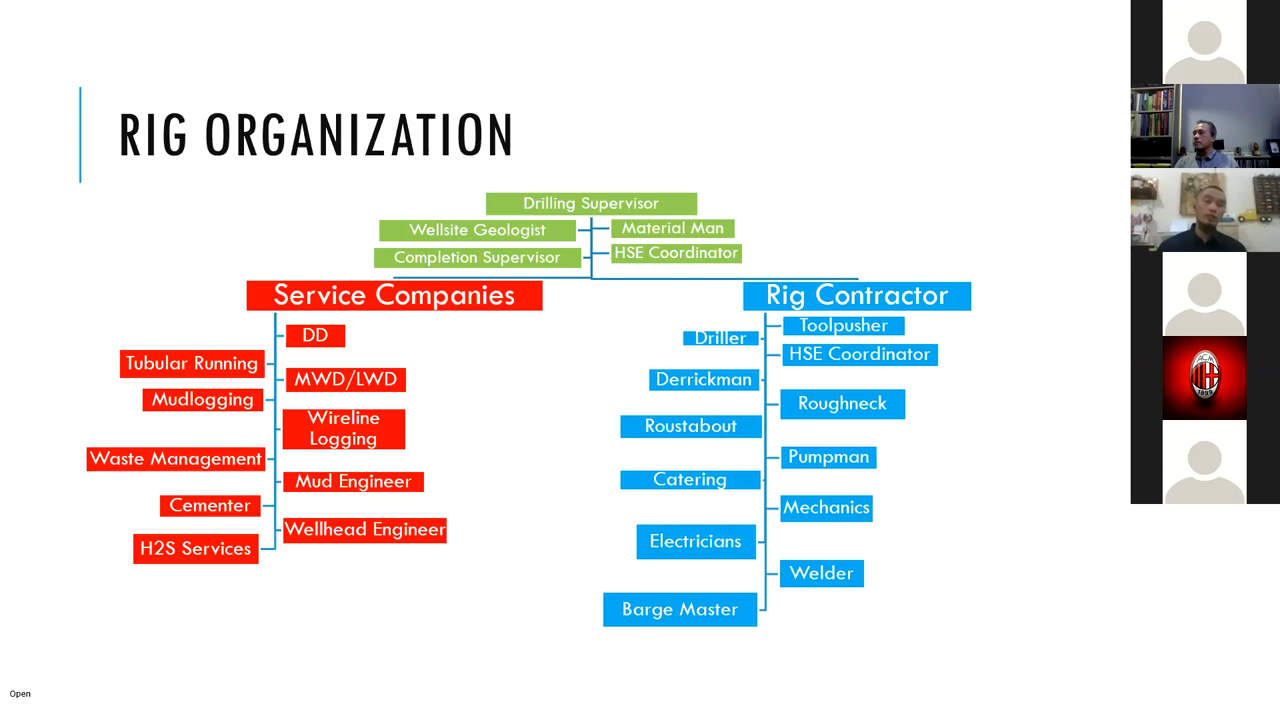 RIG ORGANIZATION
Drilling Supervisor
Wellsite Geologist
Material Man
Completion Supervisor
HSE Coordinator
Service Companies
DD
Tubular Running
MWD/LWD
Mudlogging
Wireline
Logging
Waste Management
Mud Engineer
Cementer
Wellhead Engineer
H2S Services
Rig Contractor
Toolpusher
Driller
HSE Coordinator
Derrickman
Roughneck
Roustabout
Pumpman
Catering
Mechanics
Electricians
Welder
Barge Master
ACM
1899
Open